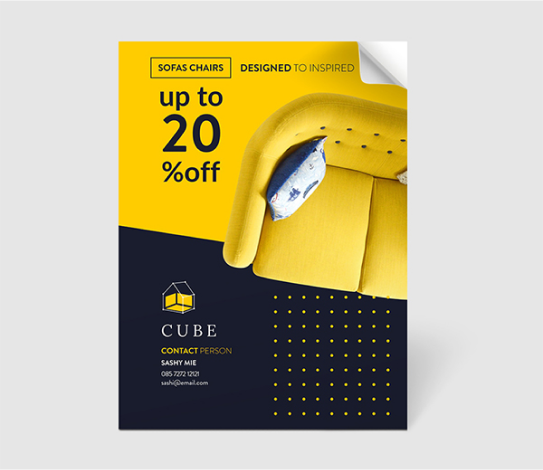 SOFAS CHAIRS DESIGNED TO INSPIRED
up to
20
%off
CUBE
CONTACT PERSON
SASHY MIE
085 7272 12121
sashi@email.com